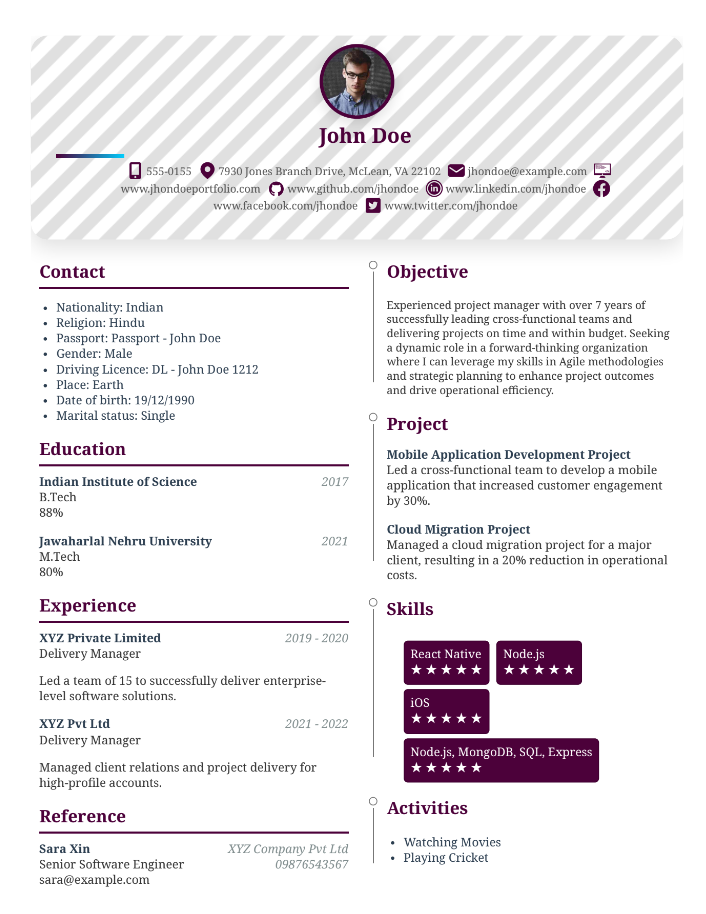 John Doe
555-0155 7930 Jones Branch Drive, McLean, VA 22102 jhondoe@example.com
www.jhondoeportfolio.com www.github.com/jhondoe www.linkedin.com/jhondoe
www.facebook.com/jhondoe www.twitter.com/jhondoe
Contact
• Nationality: Indian
• Religion: Hindu
• Passport: Passport - John Doe
• Gender: Male
• Driving Licence: DL - John Doe 1212
• Place: Earth
• Date of birth: 19/12/1990
• Marital status: Single
Education
Indian Institute of Science 2017
B.Tech
88%
Jawaharlal Nehru University 2021
M.Tech
80%
Experience
XYZ Private Limited 2019 - 2020
Delivery Manager
Led a team of 15 to successfully deliver enterprise-
level software solutions.
XYZ Pvt Ltd 2021 - 2022
Delivery Manager
Managed client relations and project delivery for
high-profile accounts.
Reference
Sara Xin XYZ Company Pvt Ltd
Senior Software Engineer 09876543567
sara@example.com
Objective
Experienced project manager with over 7 years of
successfully leading cross-functional teams and
delivering projects on time and within budget. Seeking
a dynamic role in a forward-thinking organization
where I can leverage my skills in Agile methodologies
and strategic planning to enhance project outcomes
and drive operational efficiency.
Project
Mobile Application Development Project
Led a cross-functional team to develop a mobile
application that increased customer engagement
by 30%.
Cloud Migration Project
Managed a cloud migration project for a major
client, resulting in a 20% reduction in operational
costs.
Skills
React Native Node.js
★★★★★ ★★★★★
iOS
★★★★★
Node.js, MongoDB, SQL, Express
★★★★★
Activities
• Watching Movies
• Playing Cricket